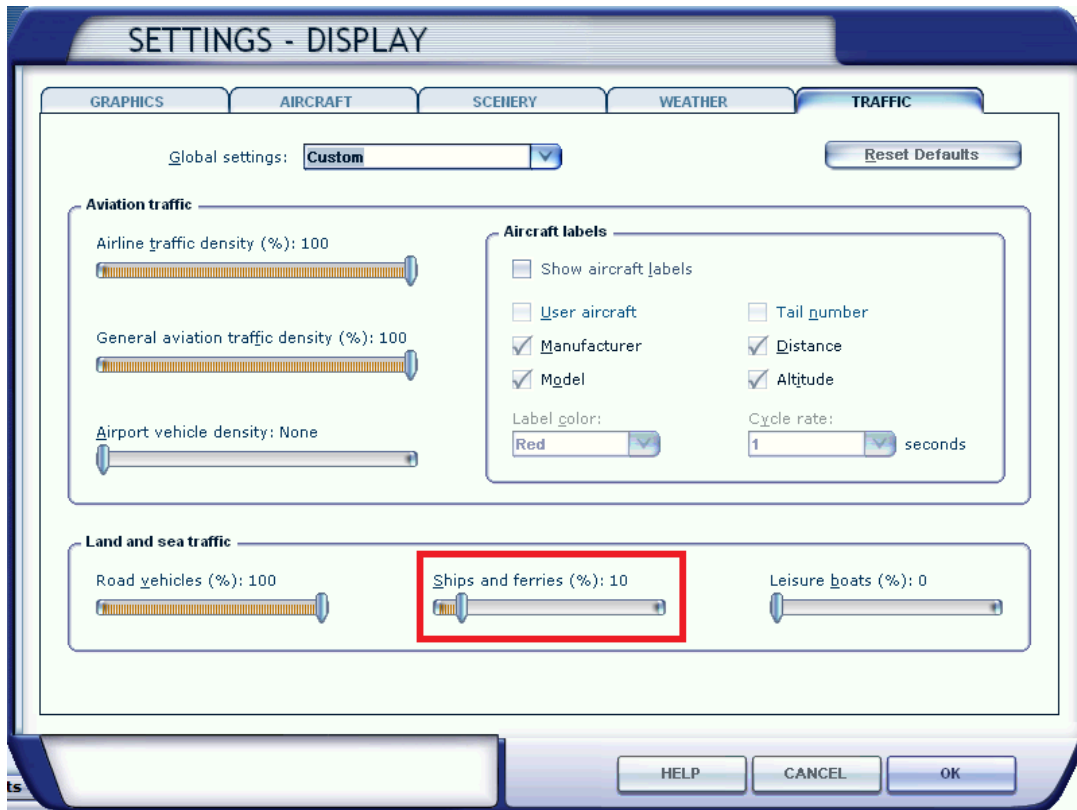 SETTINGS - DISPLAY
GRAPHICS AIRCRAFT SCENERY WEATHER TRAFFIC
Global settings: Custom Reset Defaults
Aviation traffic
Airline traffic density (%): 100
General aviation traffic density (%): 100
Airport vehicle density: None
Aircraft labels
Show aircraft labels
User aircraft Tail number
Manufacturer Distance
Model Altitude
Label color: Cycle rate:
Red 1 seconds
Land and sea traffic
Road vehicles (%): 100 Ships and ferries (%): 10 Leisure boats (%): 0
ts
HELP CANCEL OK